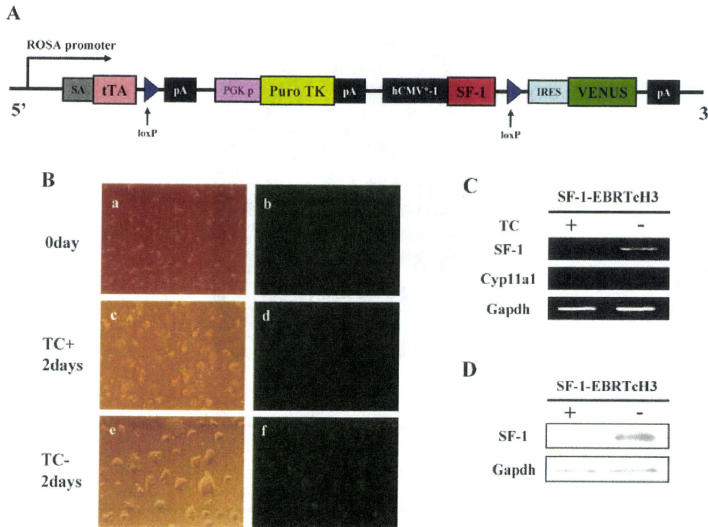 A
ROSA promoter
SA tTA pA PGK p Puro TK pA hCMV*-1 SF-1 IRES VENUS pA
5’ 3
loxP loxP
B
a b
0day
c d
TC+
2days
e f
TC-
2days
C
SF-1-EBRTcH3
TC + -
SF-1
Cyp11a1
Gapdh
D
SF-1-EBRTcH3
+ -
SF-1
Gapdh